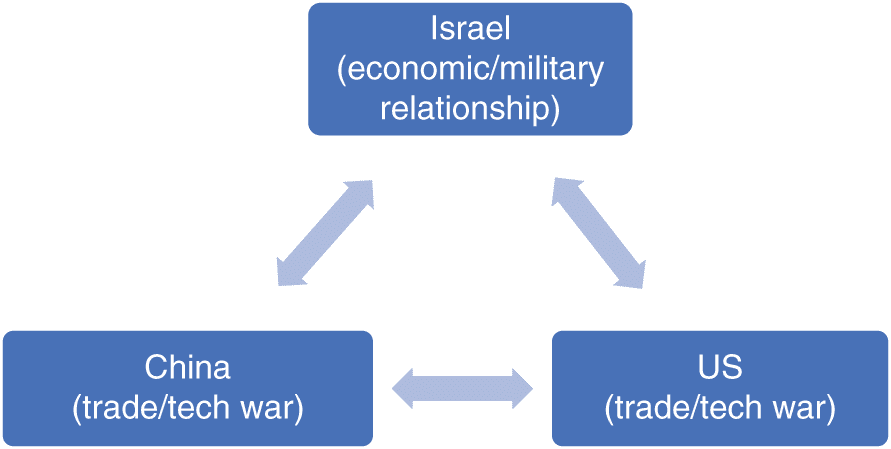 Israel
(economic/military
relationship)
China
(trade/tech war)
US
(trade/tech war)